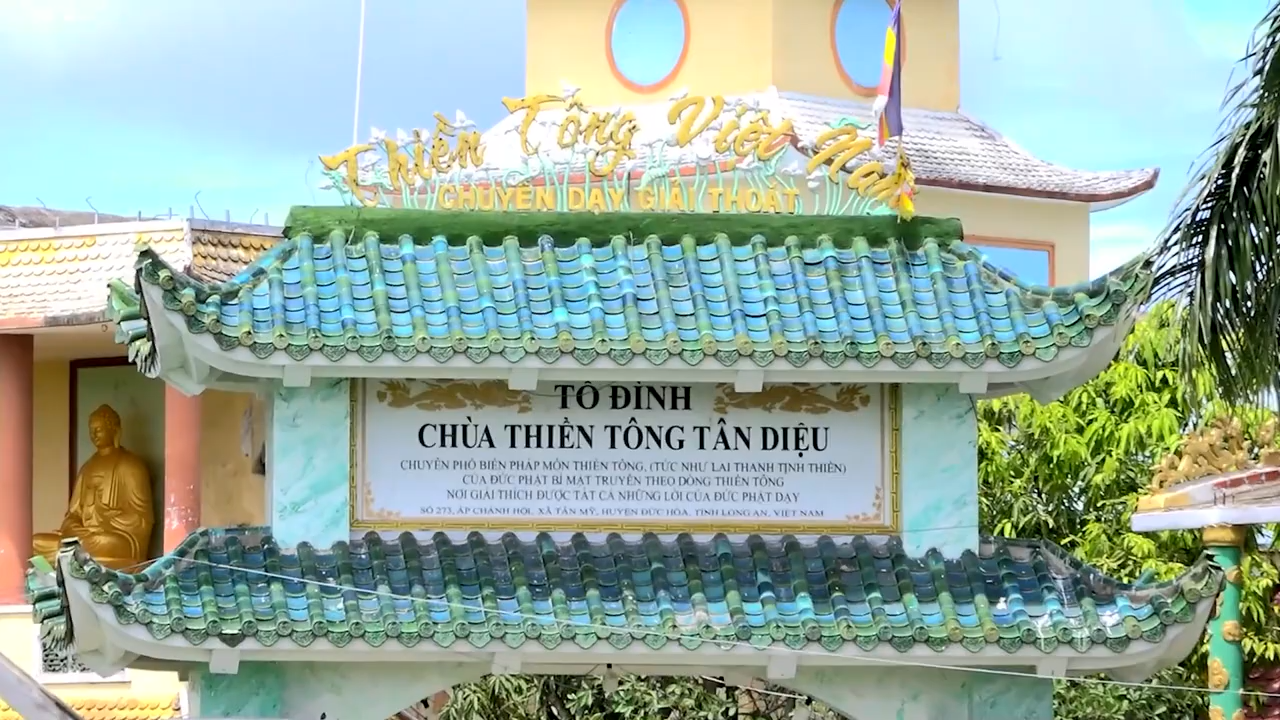 Thiền Tông Việt Nam
CHUYÊN DẠY GIẢI THOÁT
TỔ ĐÌNH
CHÙA THIỀN TÔNG TÂN DIỆU
CHUYÊN PHỔ BIẾN PHÁP MÔN THIỀN TÔNG, (TỨC NHƯ LAI THANH TỊNH THIỀN)
CỦA ĐỨC PHẬT BÍ MẬT TRUYỀN THEO DÒNG THIỀN TÔNG
NƠI GIẢI THÍCH ĐƯỢC TẤT CẢ NHỮNG LỜI CỦA ĐỨC PHẬT DẠY
SỐ 273, ẤP CHÁNH HỘI, XÃ TÂN MỸ, HUYỆN ĐỨC HÒA, TỈNH LONG AN, VIỆT NAM